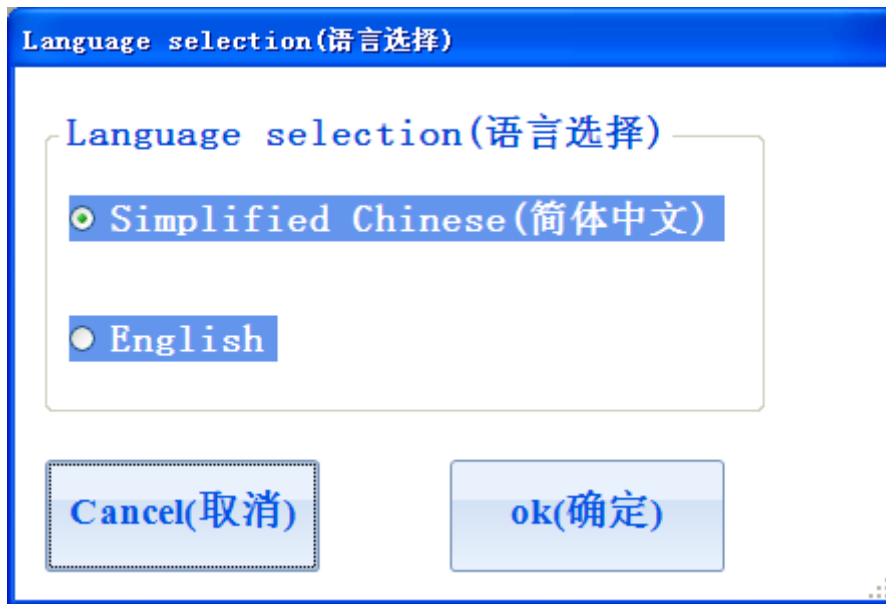 Language selection(语言选择)
Language selection(语言选择)
Simplified Chinese(简体中文)
English
Cancel(取消)
ok(确定)